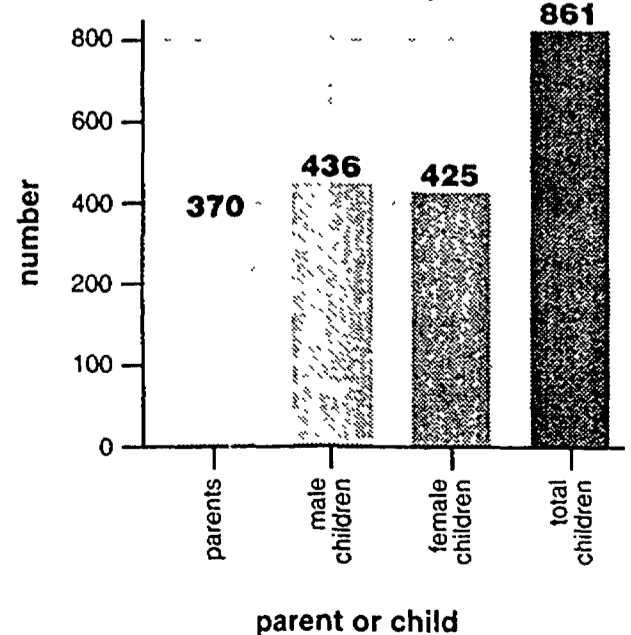 861
800
600
436
425
400
370
number
200
100
0
parents
male
children
female
children
total
children
parent or child